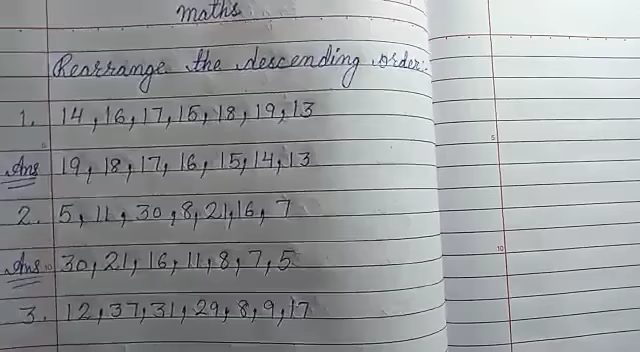 maths
Rearrange the descending order:
1. 14, 16, 17, 15, 18, 19, 13
Ans 19, 18, 17, 16, 15, 14, 13
2. 5, 11, 30, 8, 21, 16, 7
Ans 30, 21, 16, 11, 8, 7, 5
3. 12, 37, 31, 29, 8, 9, 17